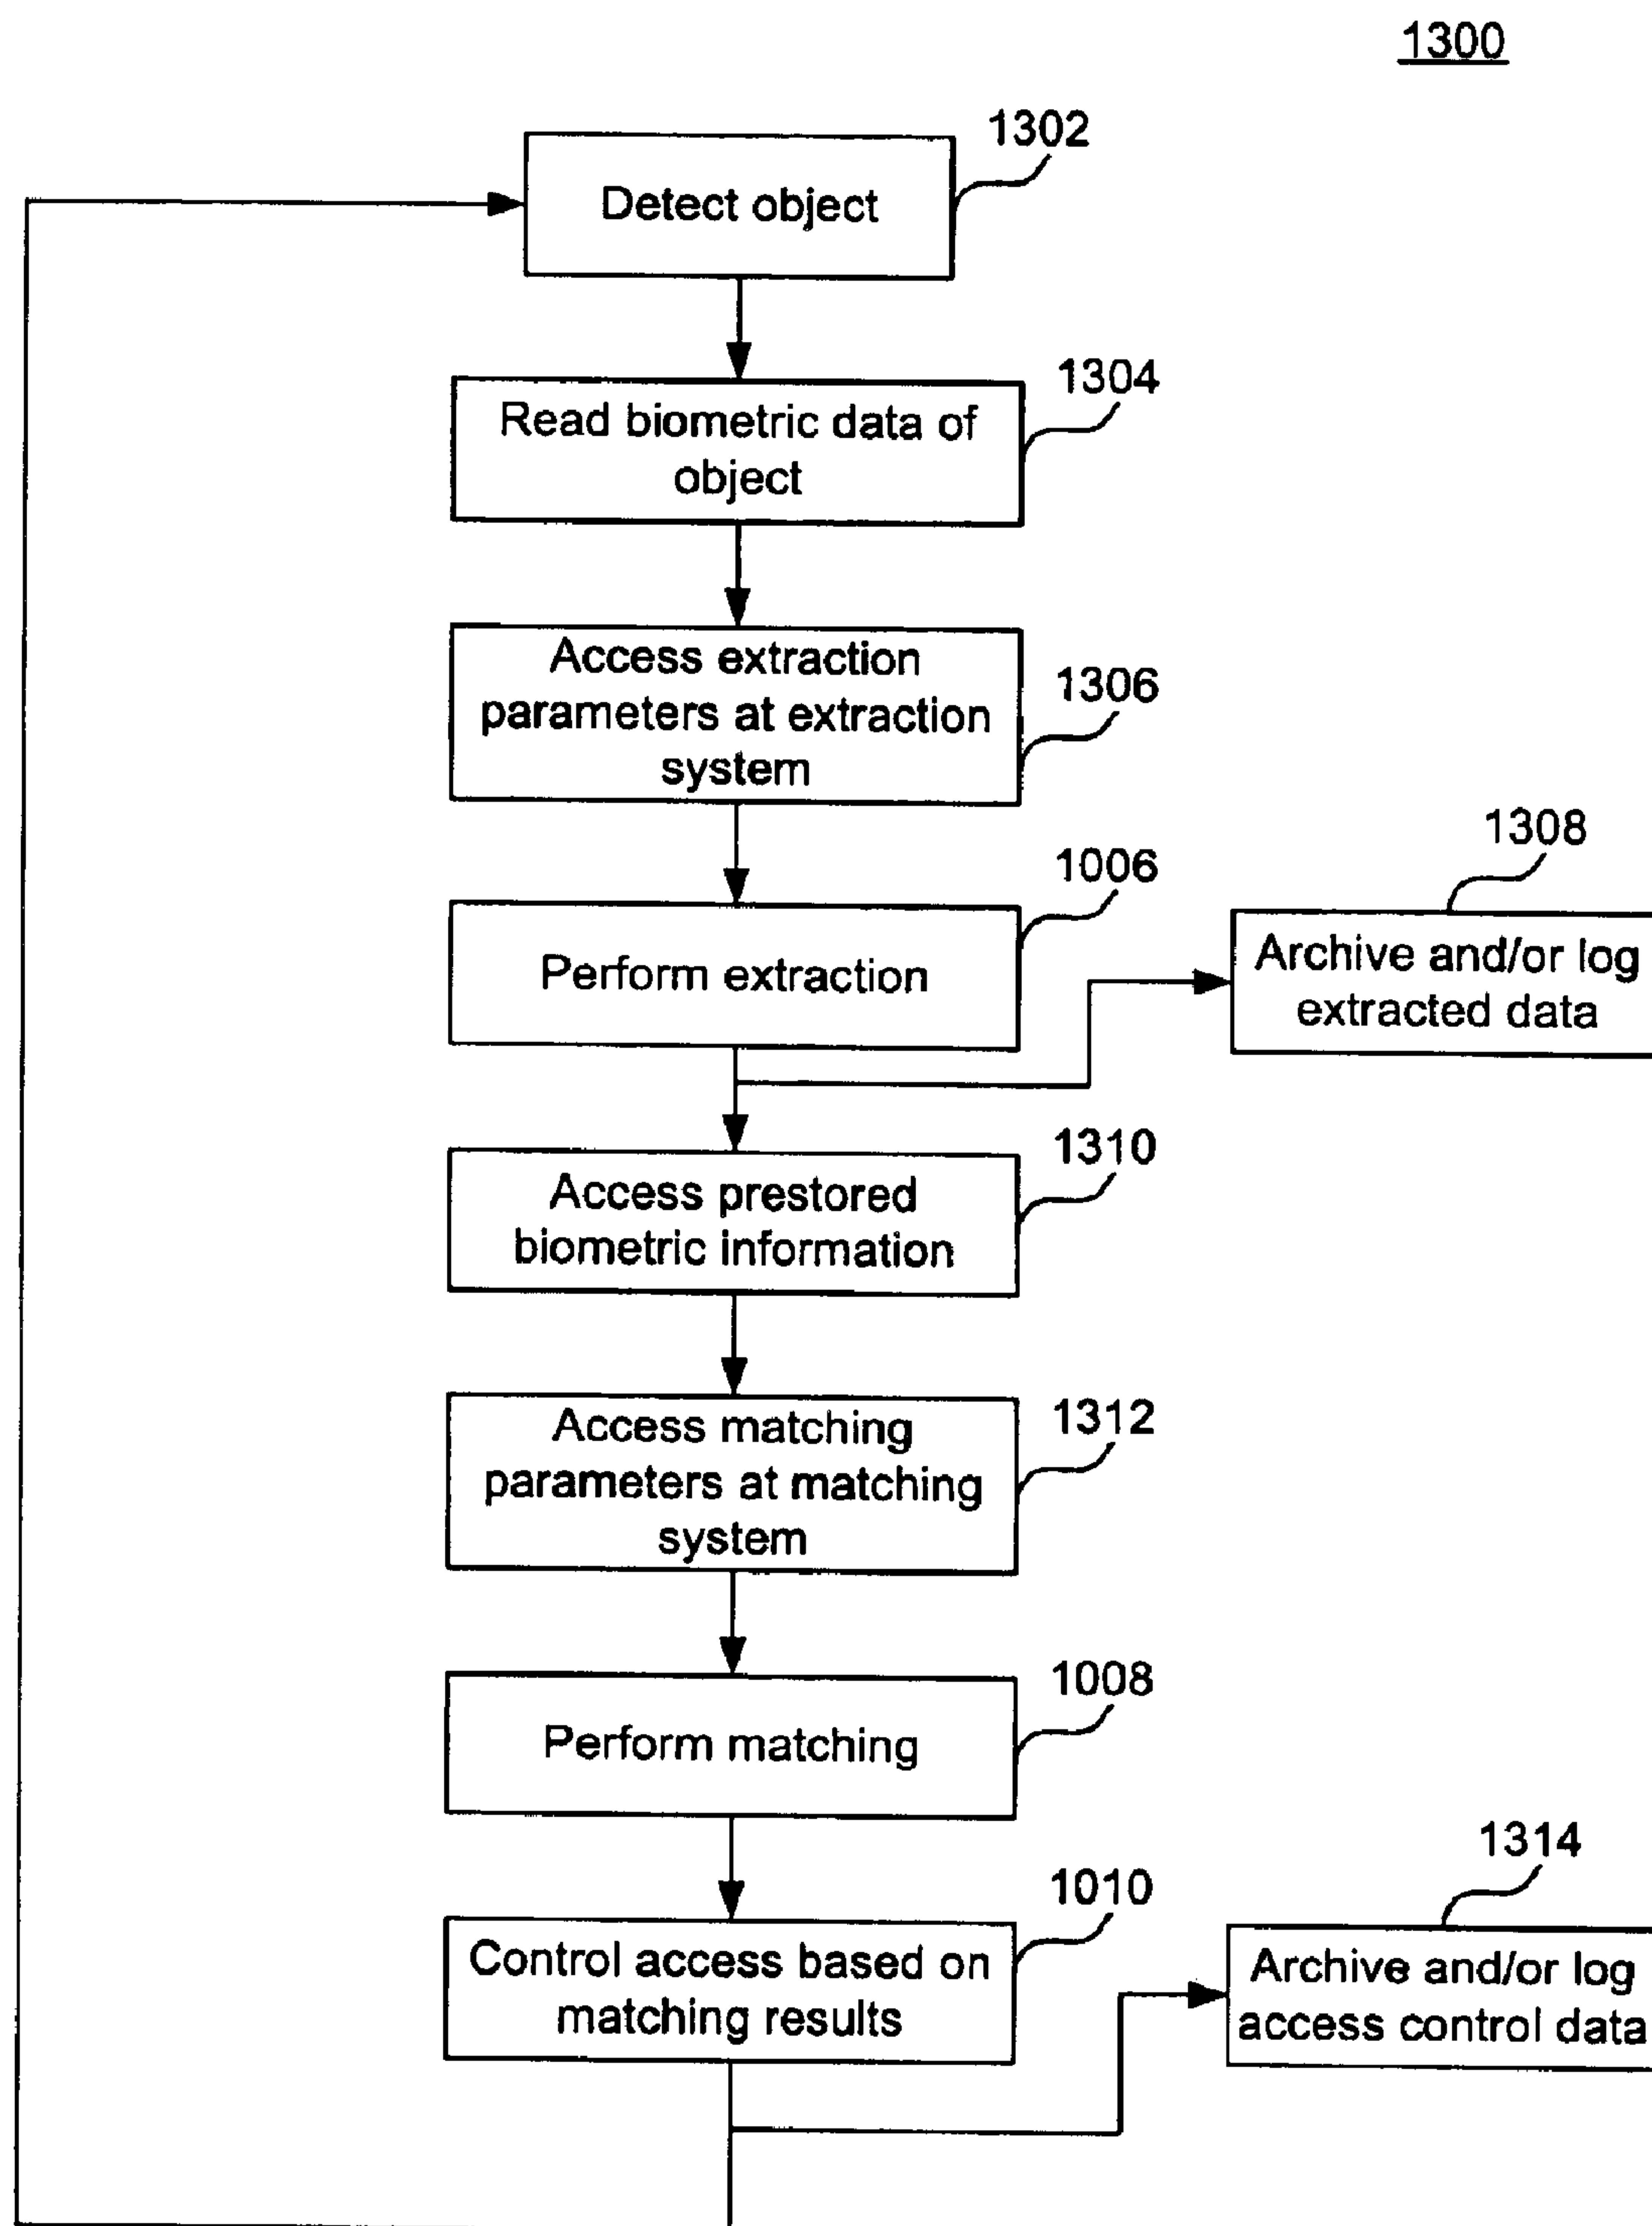 1300
1302
Detect object
1304
Read biometric data of
object
Access extraction
parameters at extraction
system
1306
1308
1006
Perform extraction
Archive and/or log
extracted data
1310
Access prestored
biometric information
1312
Access matching
parameters at matching
system
1008
Perform matching
1314
1010
Control access based on
matching results
Archive and/or log
access control data